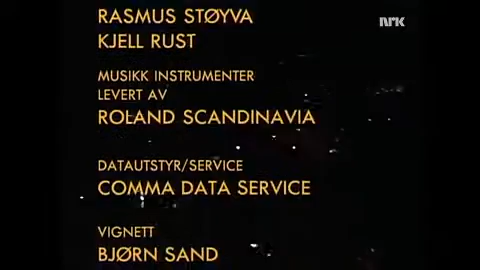 NRK
RASMUS STØYVA
KJELL RUST
MUSIKK INSTRUMENTER
LEVERT AV
ROLAND SCANDINAVIA
DATAUTSTYR/SERVICE
COMMA DATA SERVICE
VIGNETT
BJØRN SAND